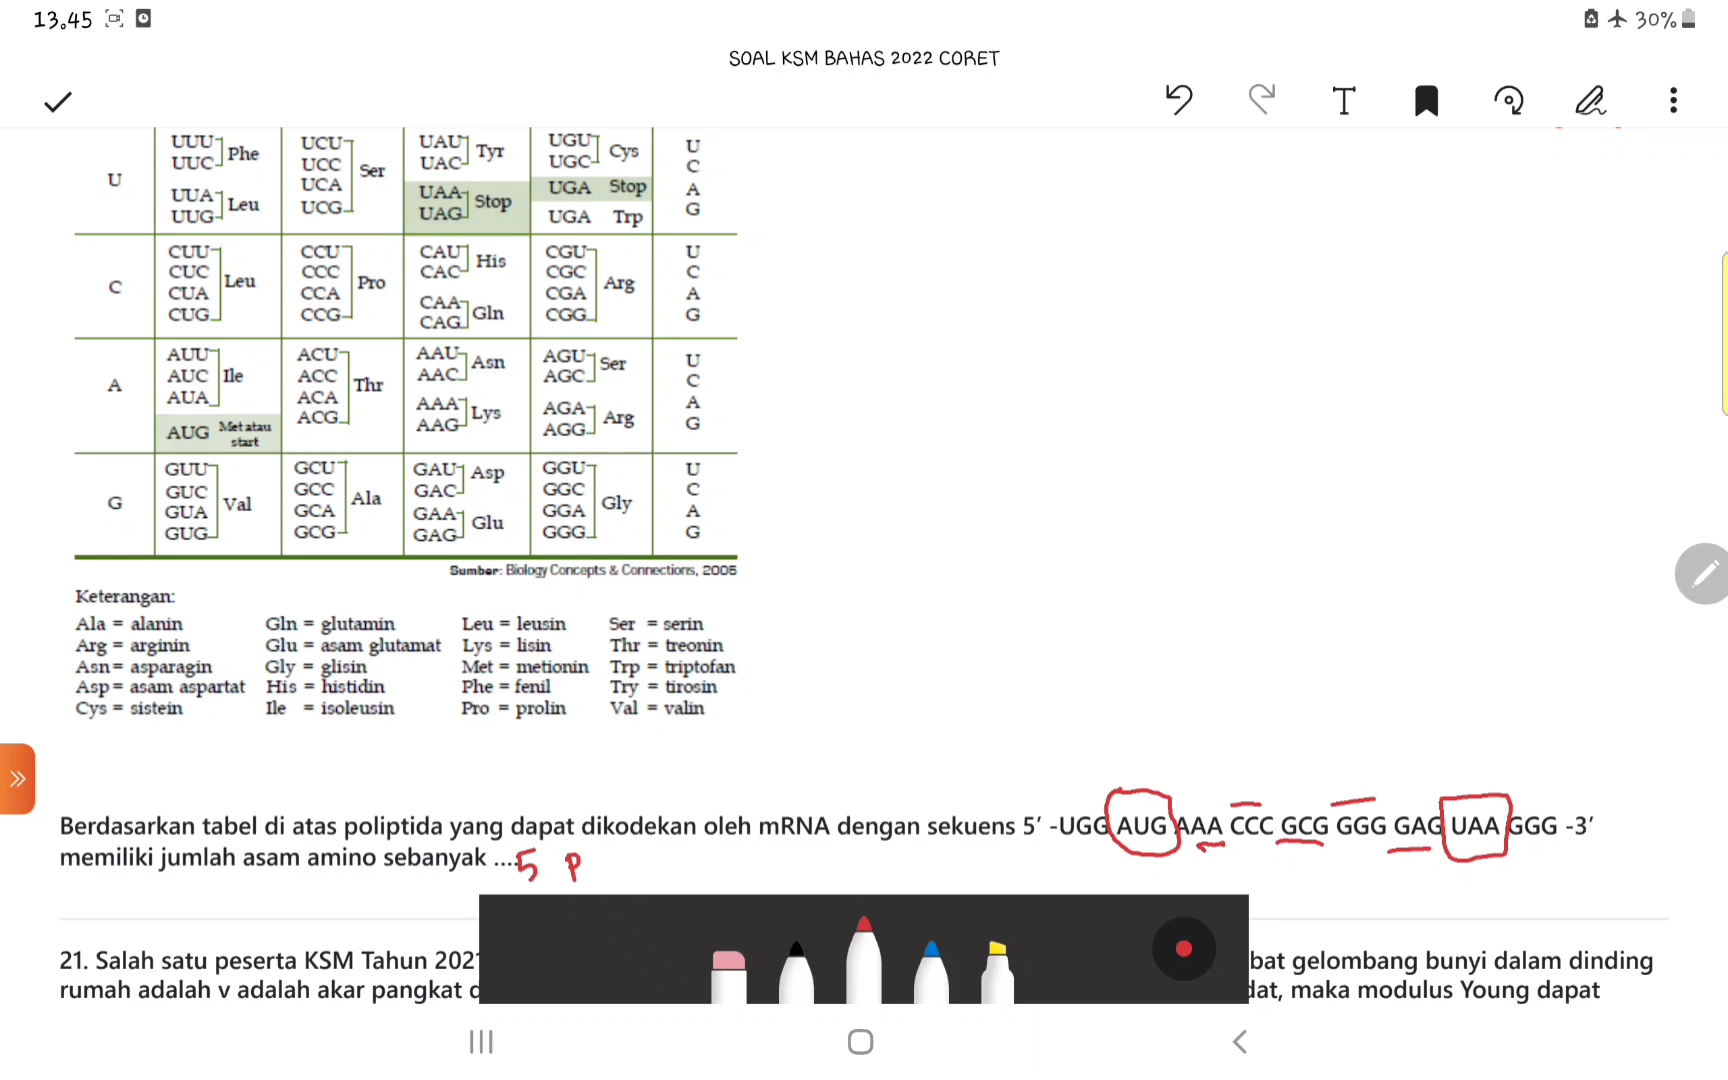 13.45 30%
SOAL KSM BAHAS 2022 CORET
T
U
UUU
UUC Phe
UUA
UUG Leu
UCU
UCC
UCA
UCG Ser
UAU
UAC Tyr
UAA
UAG Stop
UGU
UGC Cys
UGA Stop
UGA Trp
U
C
A
G
C
CUU
CUC
CUA
CUG Leu
CCU
CCC
CCA
CCG Pro
CAU
CAC His
CAA
CAG Gln
CGU
CGC
CGA
CGG Arg
U
C
A
G
A
AUU
AUC
AUA Ile
AUG Met atau
start
ACU
ACC
ACA
ACG Thr
AAU
AAC Asn
AAA
AAG Lys
AGU
AGC Ser
AGA
AGG Arg
U
C
A
G
G
GUU
GUC
GUA
GUG Val
GCU
GCC
GCA
GCG Ala
GAU
GAC Asp
GAA
GAG Glu
GGU
GGC
GGA
GGG Gly
U
C
A
G
Sumber: Biology Concepts & Connections, 2006
Keterangan:
Ala = alanin Gln = glutamin Leu = leusin Ser = serin
Arg = arginin Glu = asam glutamat Lys = lisin Thr = treonin
Asn = asparagin Gly = glisin Met = metionin Trp = triptofan
Asp = asam aspartat His = histidin Phe = fenil Try = tirosin
Cys = sistein Ile = isoleusin Pro = prolin Val = valin
Berdasarkan tabel di atas poliptida yang dapat dikodekan oleh mRNA dengan sekuens 5' -UGG AUG AAA CCC GCG GGG GAG UAA GGG -3'
memiliki jumlah asam amino sebanyak .... 5 P
21. Salah satu peserta KSM Tahun 202 bat gelombang bunyi dalam dinding
rumah adalah v adalah akar pangkat dat, maka modulus Young dapat